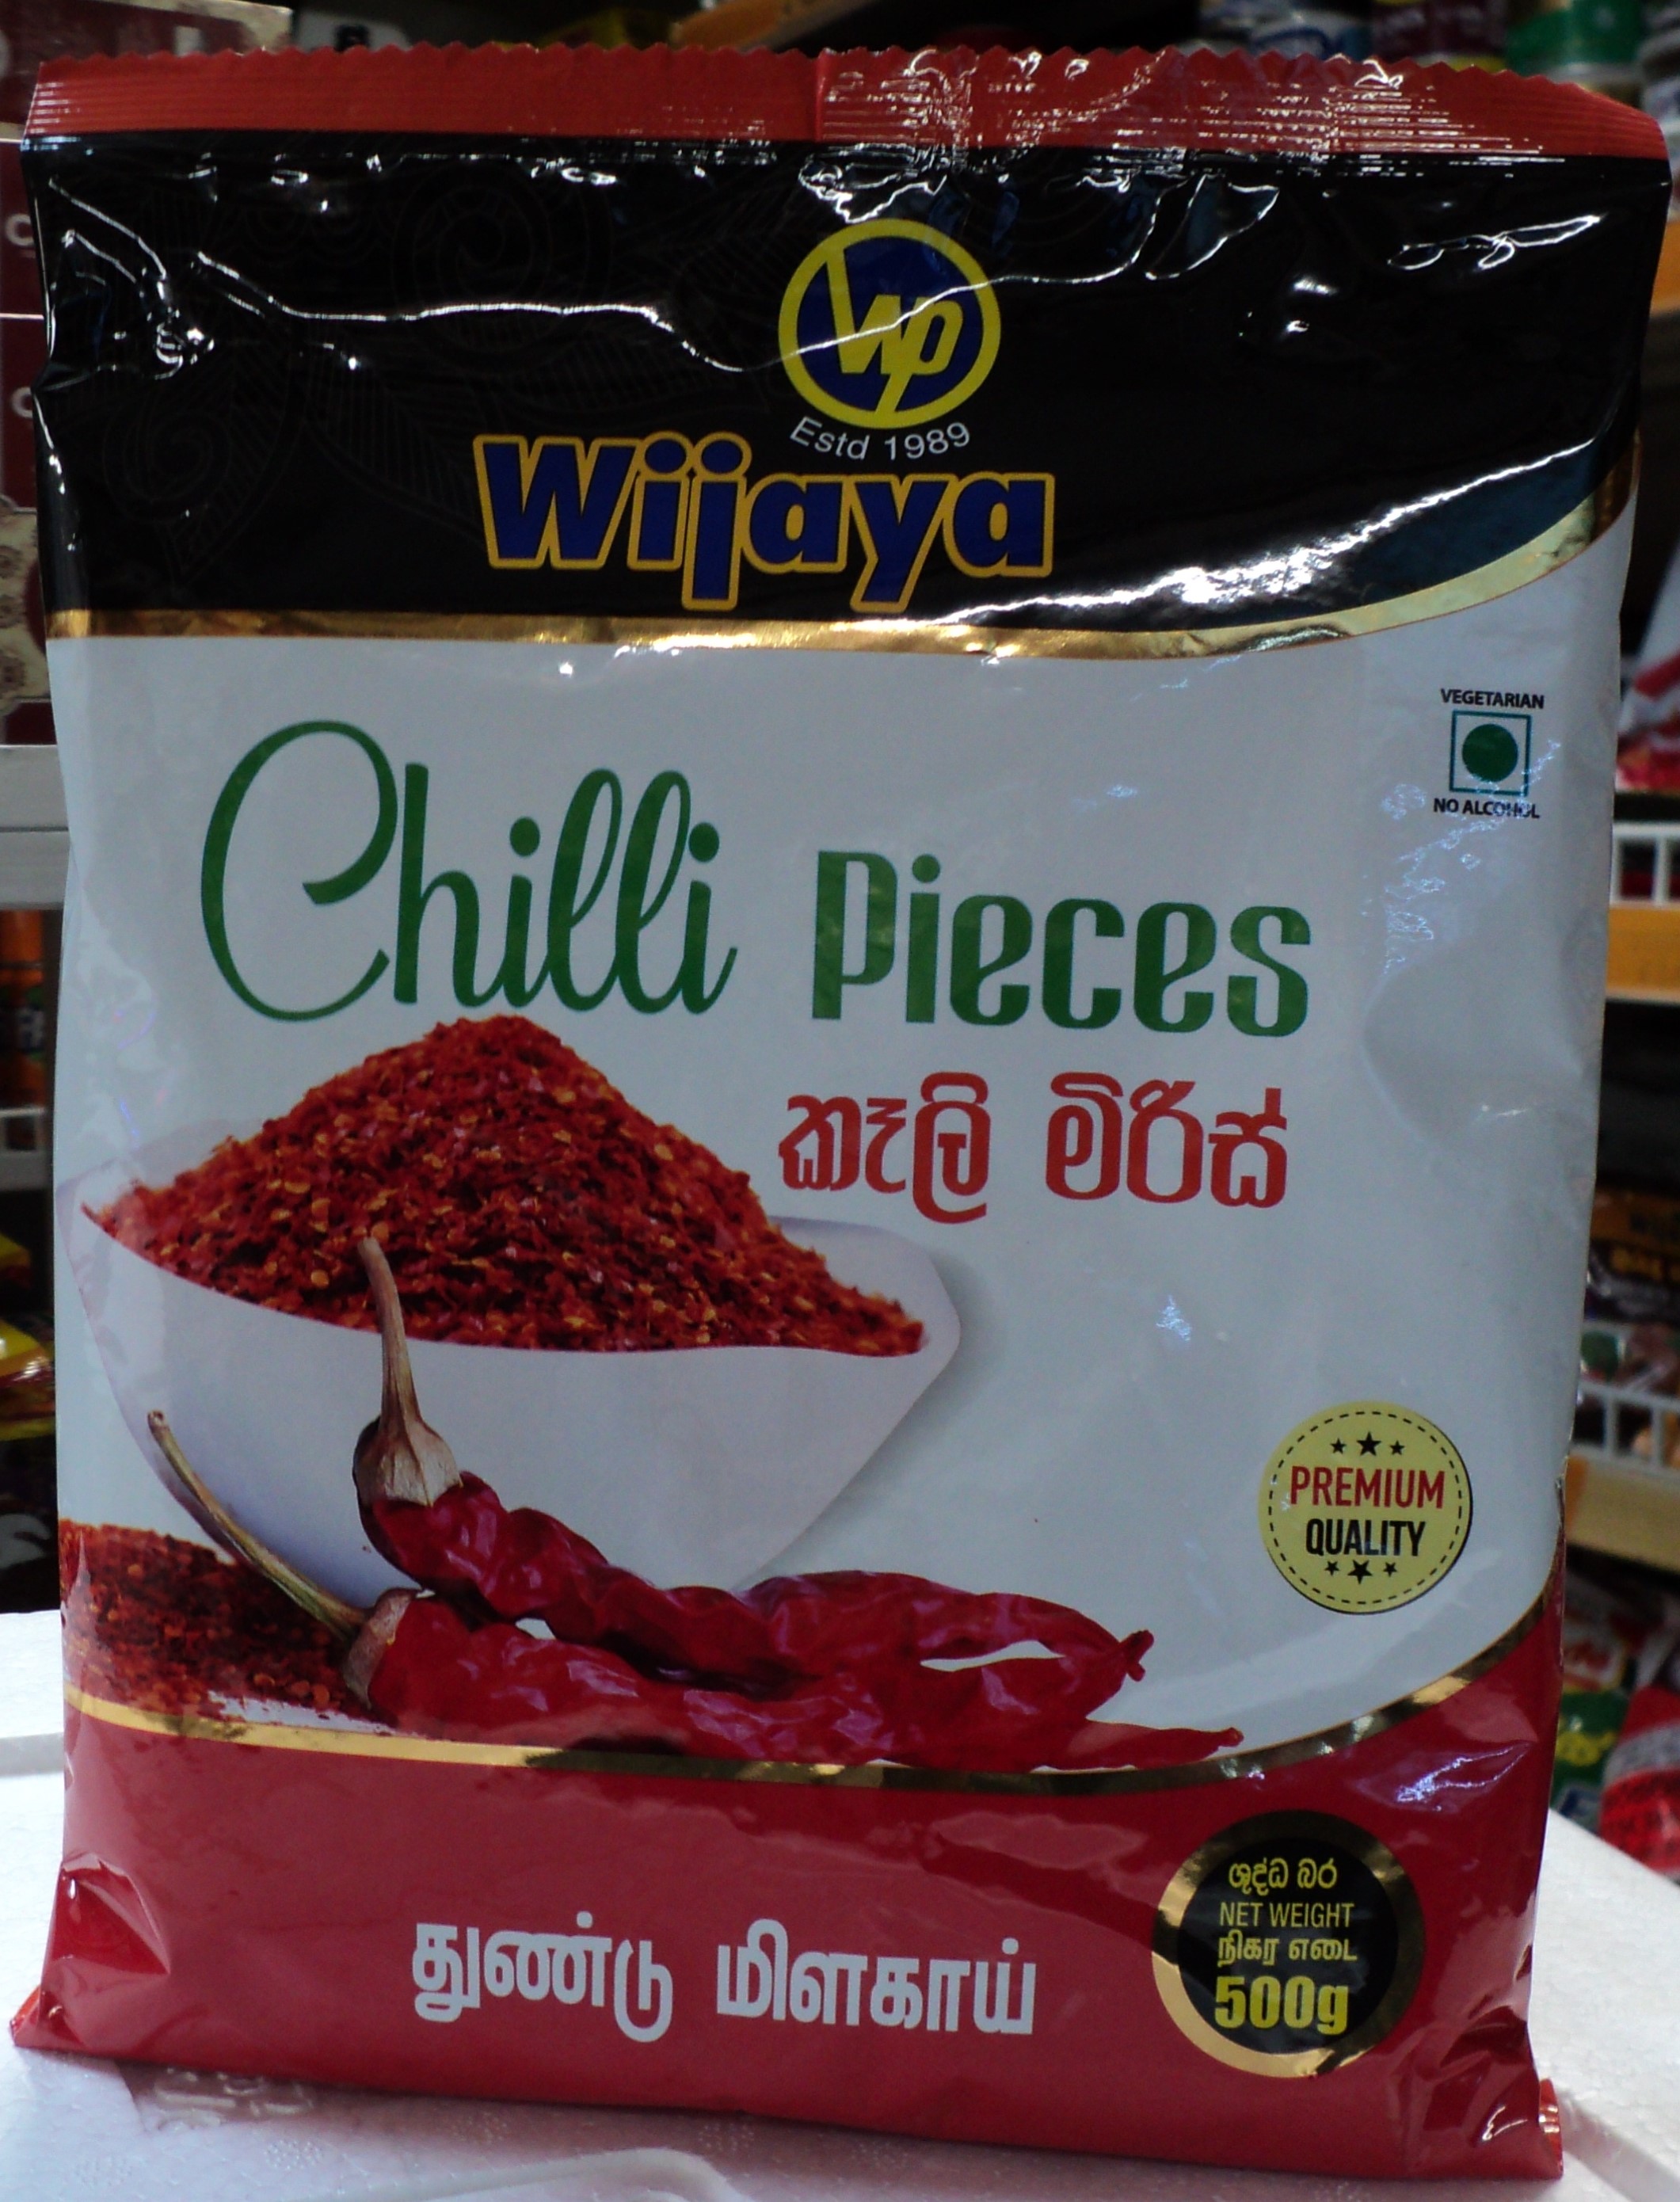 Wp
Estd 1989
Wijaya
VEGETARIAN
NO ALCOHOL
Chilli Pieces
කෑලි මිරිස්
PREMIUM
QUALITY
துண்டு மிளகாய்
ශුද්ධ බර
NET WEIGHT
நிகர எடை
500g